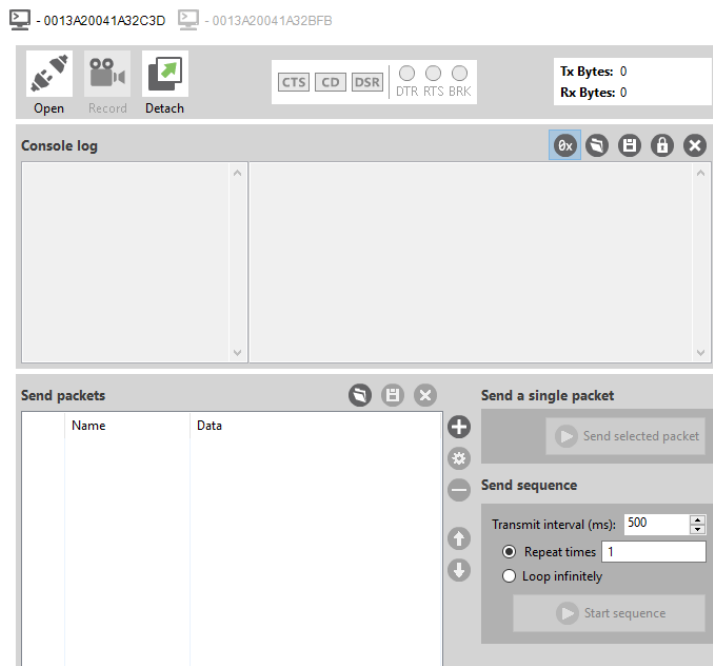 - 0013A20041A32C3D - 0013A20041A32BFB
Open Record Detach
CTS CD DSR
DTR RTS BRK
Tx Bytes: 0
Rx Bytes: 0
Console log
0x
Send packets
Name Data
Send a single packet
Send selected packet
Send sequence
Transmit interval (ms): 500
Repeat times 1
Loop infinitely
Start sequence